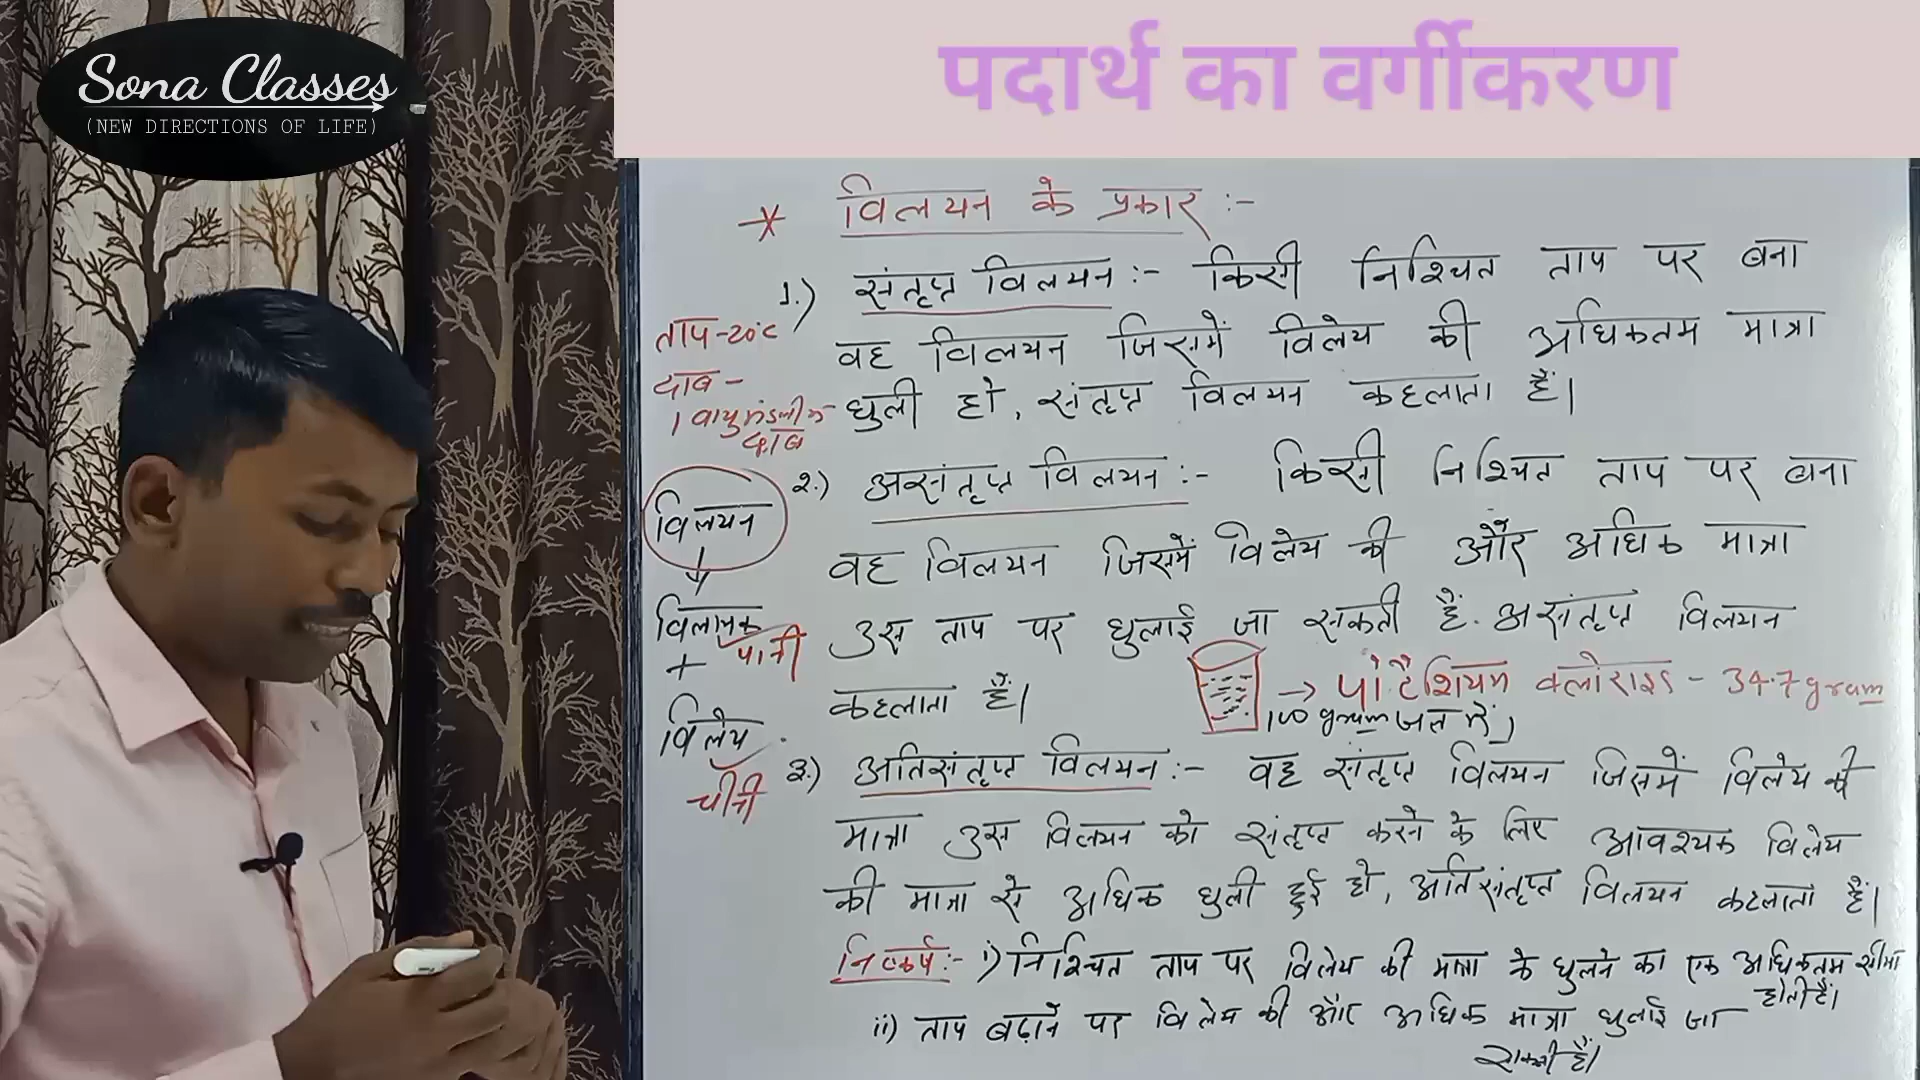 Sona Classes
(NEW DIRECTIONS OF LIFE)
पदार्थ का वर्गीकरण
* विलयन के प्रकार :-
1.) संतृप्त विलयन :- किसी निश्चित ताप पर बना
वह विलयन जिसमें विलेय की अधिकतम मात्रा
घुली हो, संतृप्त विलयन कहलाता हैं।
ताप-20°C
दाब-
1 वायुमंडलीय
दाब
2.) असंतृप्त विलयन :- किसी निश्चित ताप पर बना
वह विलयन जिसमें विलेय की और अधिक मात्रा
उस ताप पर घुलाई जा सकती हैं. असंतृप्त विलयन
कहलाता हैं।
विलयन
विलायक
+ पानी
विलेय
चीनी
→ पोटैशियम क्लोराइड - 34.7 gram
100 gram जल में
3.) अतिसंतृप्त विलयन :- वह संतृप्त विलयन जिसमें विलेय की
मात्रा उस विलयन को संतृप्त करने के लिए आवश्यक विलेय
की मात्रा से अधिक घुली हुई हो, अतिसंतृप्त विलयन कहलाता हैं।
निष्कर्ष :- i) निश्चित ताप पर विलेय की मात्रा के घुलने का एक अधिकतम सीमा
होती हैं।
ii) ताप बढ़ाने पर विलेय की और अधिक मात्रा घुलाई जा
सकती हैं।